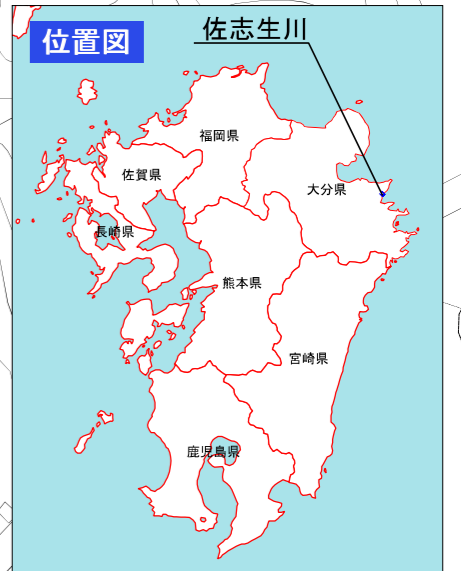 位置図
佐志生川
福岡県
佐賀県
大分県
長崎県
熊本県
宮崎県
鹿児島県